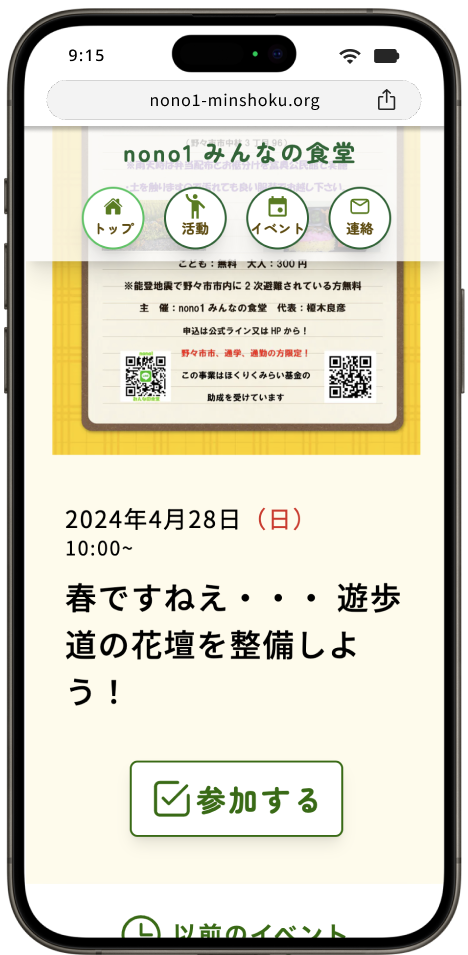 9:15
nono1-minshoku.org
nono1 みんなの食堂
トップ
活動
イベント
連絡
こども：無料　大人：300円
※能登地震で野々市市内に2次避難されている方無料
主　催：nono1みんなの食堂　代表：榎木良彦
申込は公式ライン又はHPから！
野々市市、通学、通勤の方限定！
この事業はほくりくみらい基金の
助成を受けています
2024年4月28日（日）
10:00~
春ですねえ・・・ 遊歩
道の花壇を整備しよ
う！
参加する
以前のイベント